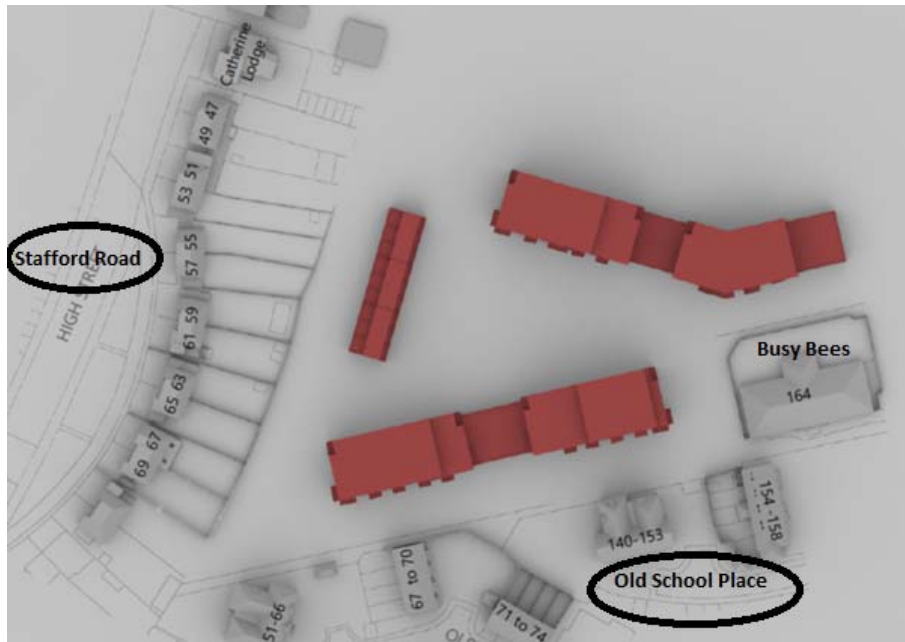 Catherine
Lodge
49 47
53 51
Stafford Road
57 55
HIGH STREET
61 59
65 63
69 67
Busy Bees
164
154 -158
140-153
67 to 70
Old School Place
71 to 74
51-66